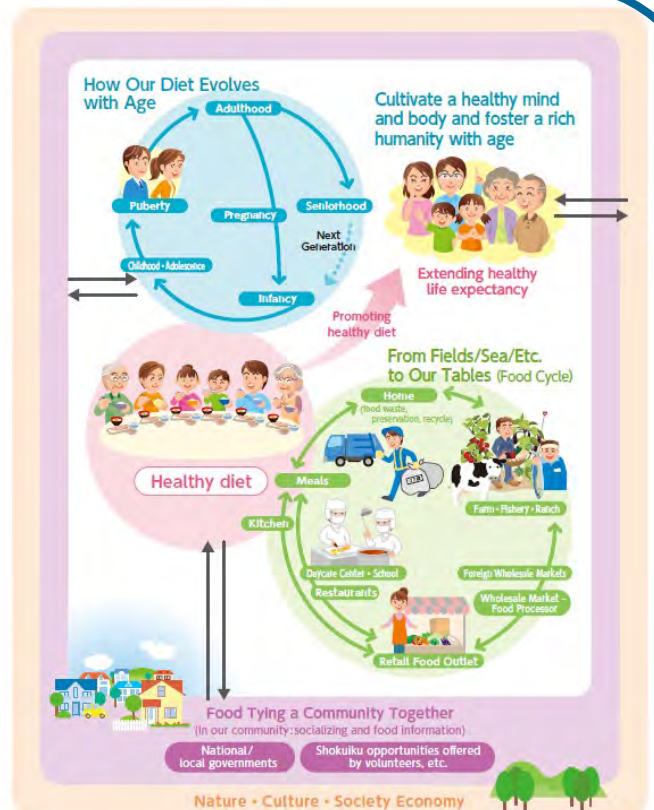 How Our Diet Evolves
with Age
Adulthood
Puberty
Pregnancy
Seniorhood
Next
Generation
Childhood・Adolescence
Infancy
Cultivate a healthy mind
and body and foster a rich
humanity with age
Extending healthy
life expectancy
Promoting
healthy diet
Healthy diet
From Fields/Sea/Etc.
to Our Tables (Food Cycle)
Home
(food waste,
preservation, recycle)
Meals
Kitchen
Farm・Fishery・Ranch
Daycare Center・School
Restaurants
Foreign Wholesale Markets
Wholesale Market –
Food Processor
Retail Food Outlet
Food Tying a Community Together
(In our community: socializing and food information)
National/
local governments
Shokuiku opportunities offered
by volunteers, etc.
Nature・Culture・Society Economy